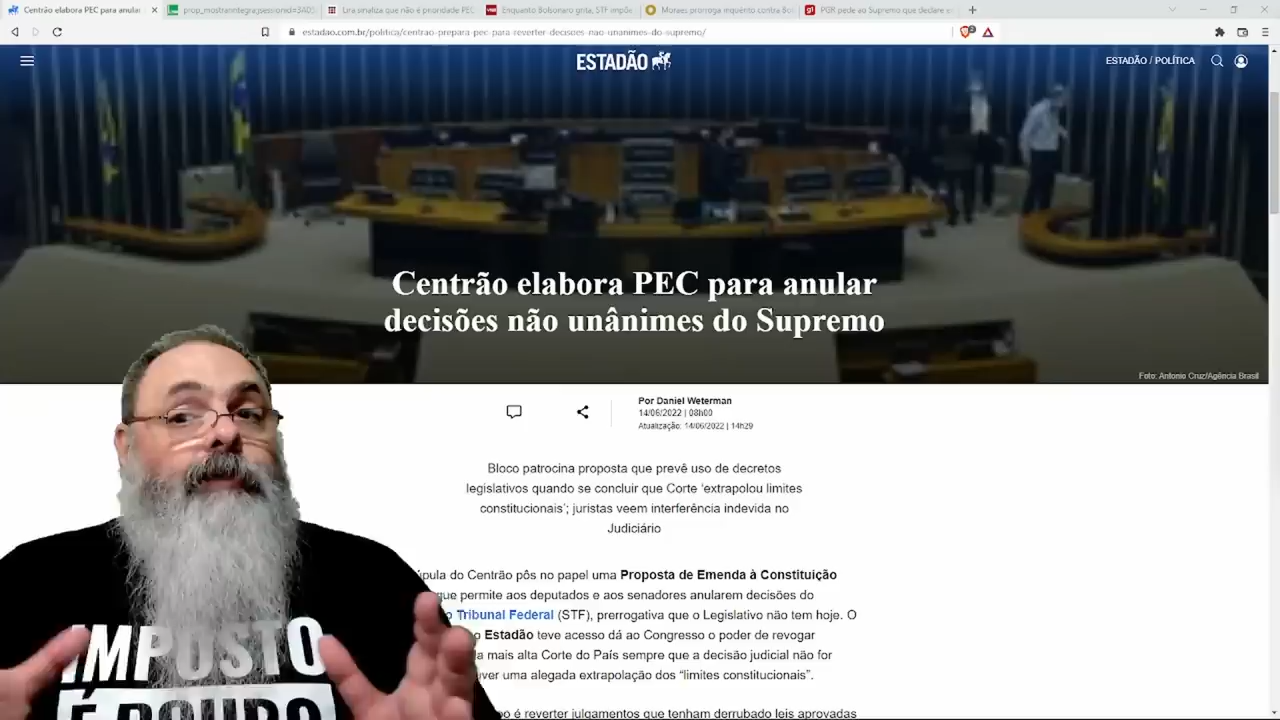 Centrão elabora PEC para anular
Lira sinaliza que não é prioridade PEC
Enquanto Bolsonaro grita, STF impõe
Moraes prorroga inquérito contra Bol
PGR pede ao Supremo que declare
estadao.com.br/politica/centrao-prepara-pec-para-reverter-decisoes-nao-unanimes-do-supremo/
ESTADÃO
ESTADÃO / POLÍTICA
Centrão elabora PEC para anular
decisões não unânimes do Supremo
Foto: Antonio Cruz/Agência Brasil
Por Daniel Weterman
14/06/2022 | 08h00
Atualização: 14/06/2022 | 14h29
Bloco patrocina proposta que prevê uso de decretos
legislativos quando se concluir que Corte ‘extrapolou limites
constitucionais’; juristas veem interferência indevida no
Judiciário
pula do Centrão pôs no papel uma Proposta de Emenda à Constituição
que permite aos deputados e aos senadores anularem decisões do
o Tribunal Federal (STF), prerrogativa que o Legislativo não tem hoje. O
o Estadão teve acesso dá ao Congresso o poder de revogar
a mais alta Corte do País sempre que a decisão judicial não for
uver uma alegada extrapolação dos “limites constitucionais”.
o é reverter julgamentos que tenham derrubado leis aprovadas
IMPOSTO
É ROUBO